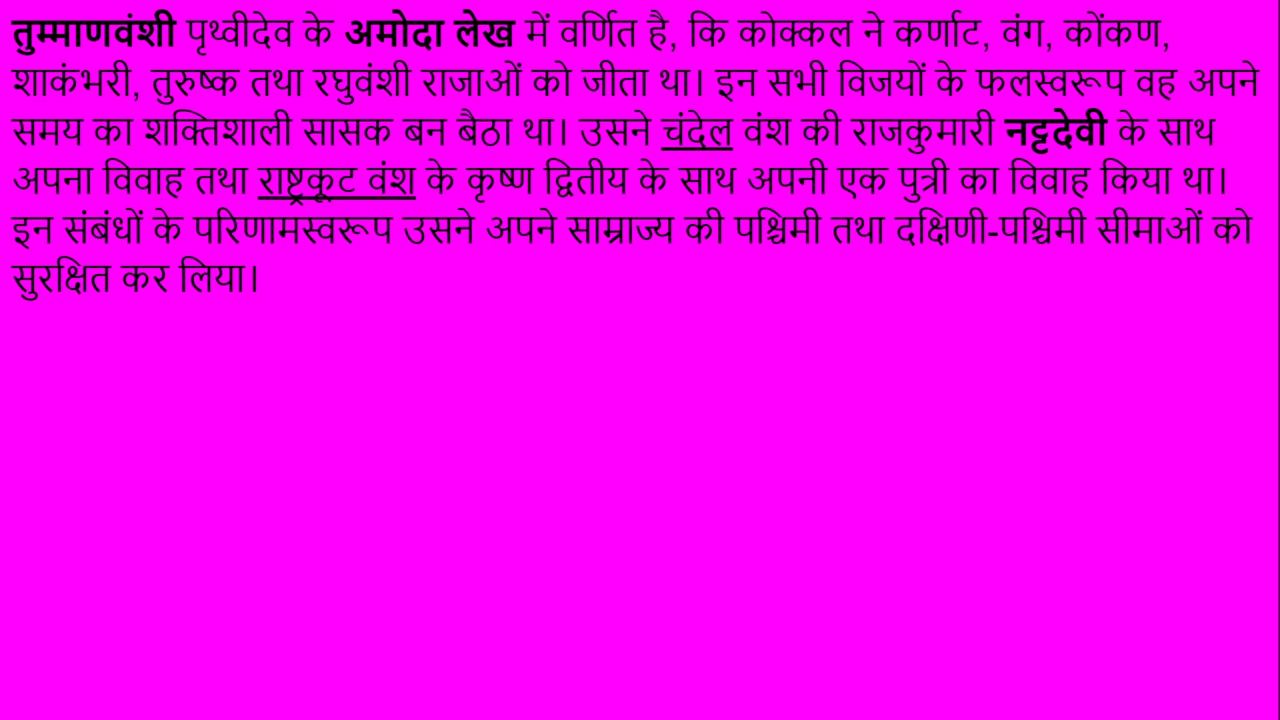 तुम्माणवंशी पृथ्वीदेव के अमोदा लेख में वर्णित है, कि कोक्कल ने कर्णाट, वंग, कोंकण,
शाकंभरी, तुरुष्क तथा रघुवंशी राजाओं को जीता था। इन सभी विजयों के फलस्वरूप वह अपने
समय का शक्तिशाली सासक बन बैठा था। उसने चंदेल वंश की राजकुमारी नट्टदेवी के साथ
अपना विवाह तथा राष्ट्रकूट वंश के कृष्ण द्वितीय के साथ अपनी एक पुत्री का विवाह किया था।
इन संबंधों के परिणामस्वरूप उसने अपने साम्राज्य की पश्चिमी तथा दक्षिणी-पश्चिमी सीमाओं को
सुरक्षित कर लिया।